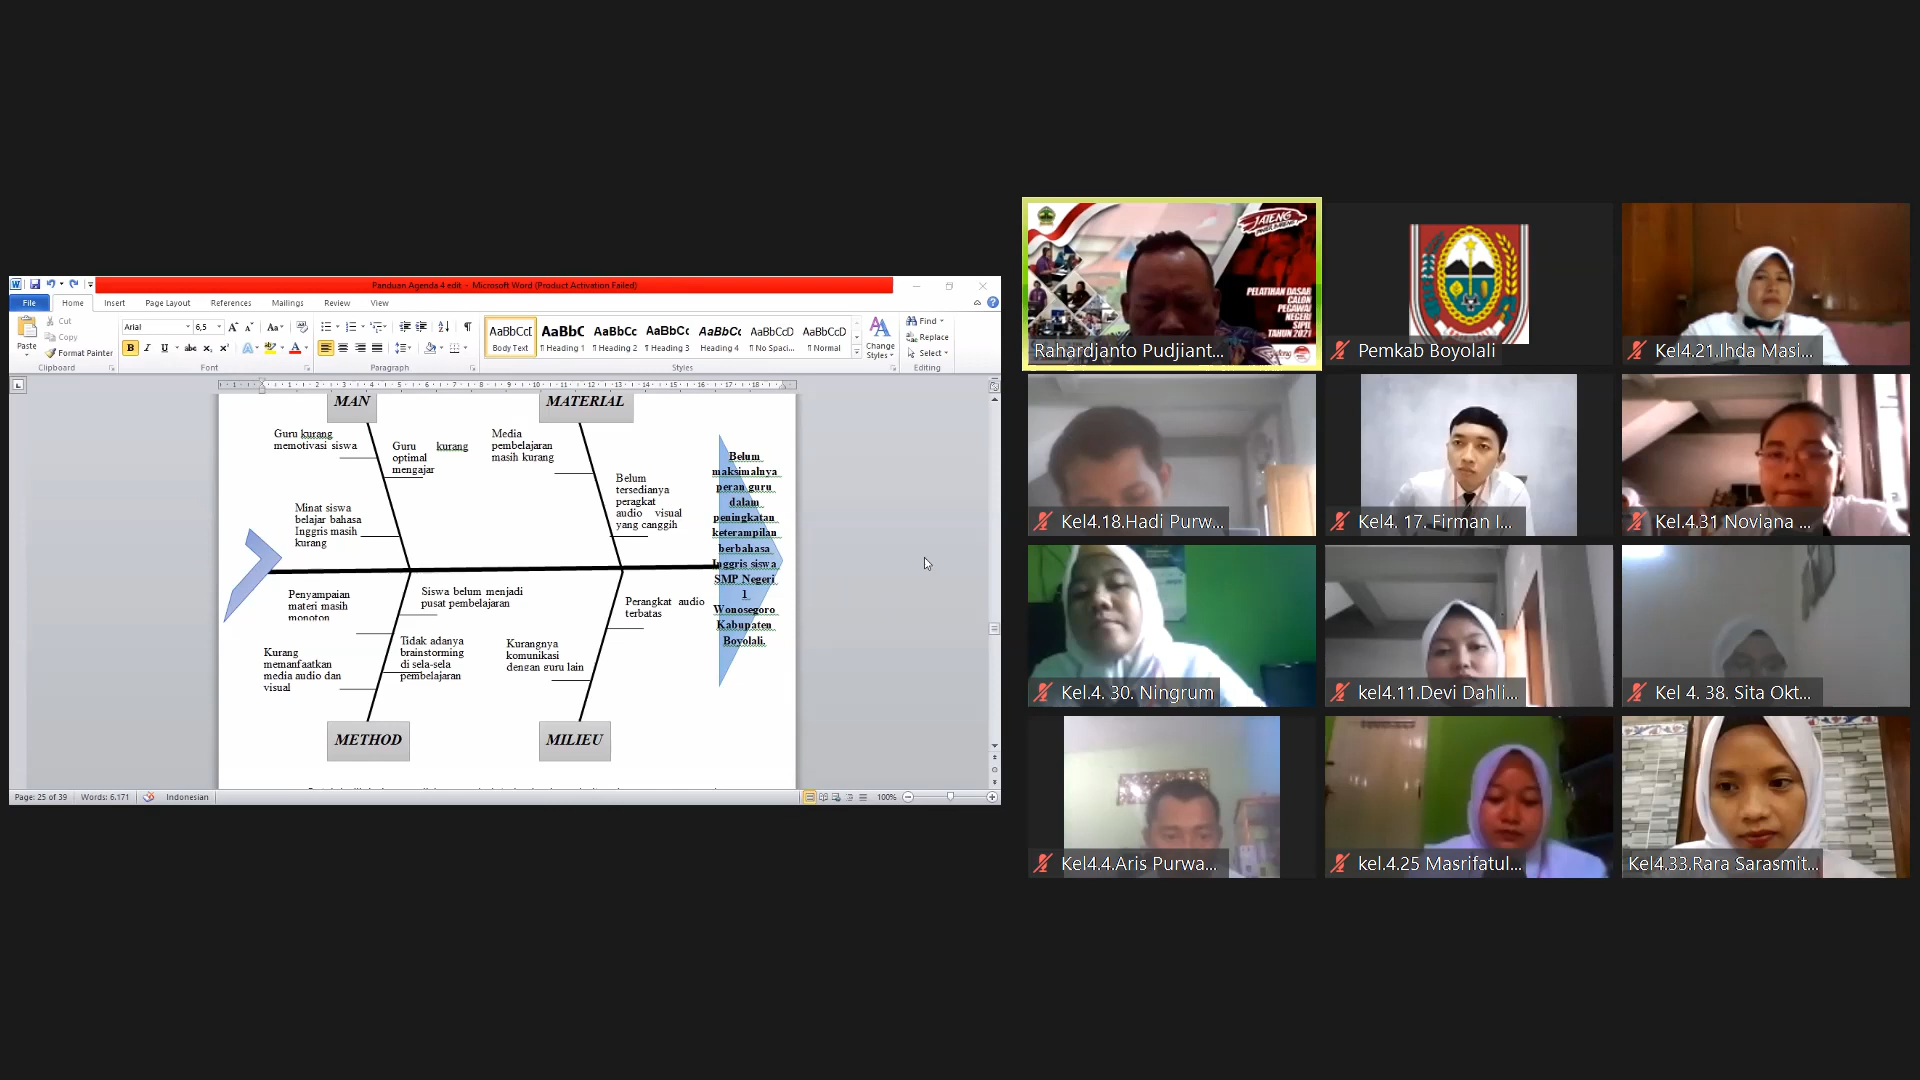 Panduan Agenda 4 edit - Microsoft Word (Product Activation Failed)
File Home Insert Page Layout References Mailings Review View
Paste
Cut
Copy
Format Painter
Clipboard
Arial 6,5
Font
Paragraph
AaBbCcI AaBbC AaBbCc AaBbCc AaBbCc AaBbCcD AaBbCcD
Body Text ¶ Heading 1 ¶ Heading 2 ¶ Heading 3 Heading 4 ¶ No Spaci... ¶ Normal
Change
Styles
Styles
Find
Replace
Select
Editing
MAN
MATERIAL
Guru kurang
memotivasi siswa
Guru kurang
optimal
mengajar
Media
pembelajaran
masih kurang
Belum
tersedianya
peragkat
audio visual
yang canggih
Minat siswa
belajar bahasa
Inggris masih
kurang
Belum
maksimalnya
peran guru
dalam
peningkatan
keterampilan
berbahasa
Inggris siswa
SMP Negeri
1
Wonosegoro
Kabupaten
Boyolali.
Penyampaian
materi masih
monoton
Siswa belum menjadi
pusat pembelajaran
Perangkat audio
terbatas
Kurang
memanfaatkan
media audio dan
visual
Tidak adanya
brainstorming
di sela-sela
pembelajaran
Kurangnya
komunikasi
dengan guru lain
METHOD
MILIEU
Page: 25 of 39 Words: 6.171 Indonesian 100%
JATENG
PELATIHAN DASAR
CALON
PEGAWAI
NEGERI
SIPIL
TAHUN 2021
Rahardjanto Pudjiant...
Pemkab Boyolali
Kel4.21.Ihda Masi...
Kel4.18.Hadi Purw...
Kel4. 17. Firman I...
Kel.4.31 Noviana ...
Kel.4. 30. Ningrum
kel4.11.Devi Dahli...
Kel 4. 38. Sita Okt...
Kel4.4.Aris Purwa...
kel.4.25 Masrifatul...
Kel4.33.Rara Sarasmit...